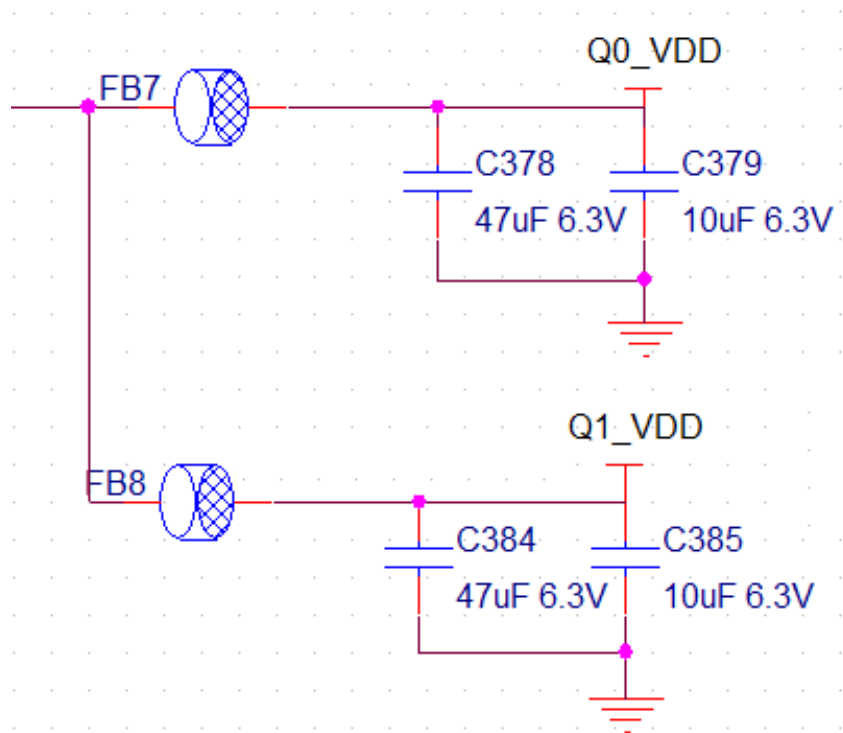 Q0_VDD
FB7
C378
C379
47uF 6.3V
10uF 6.3V
Q1_VDD
FB8
C384
C385
47uF 6.3V
10uF 6.3V